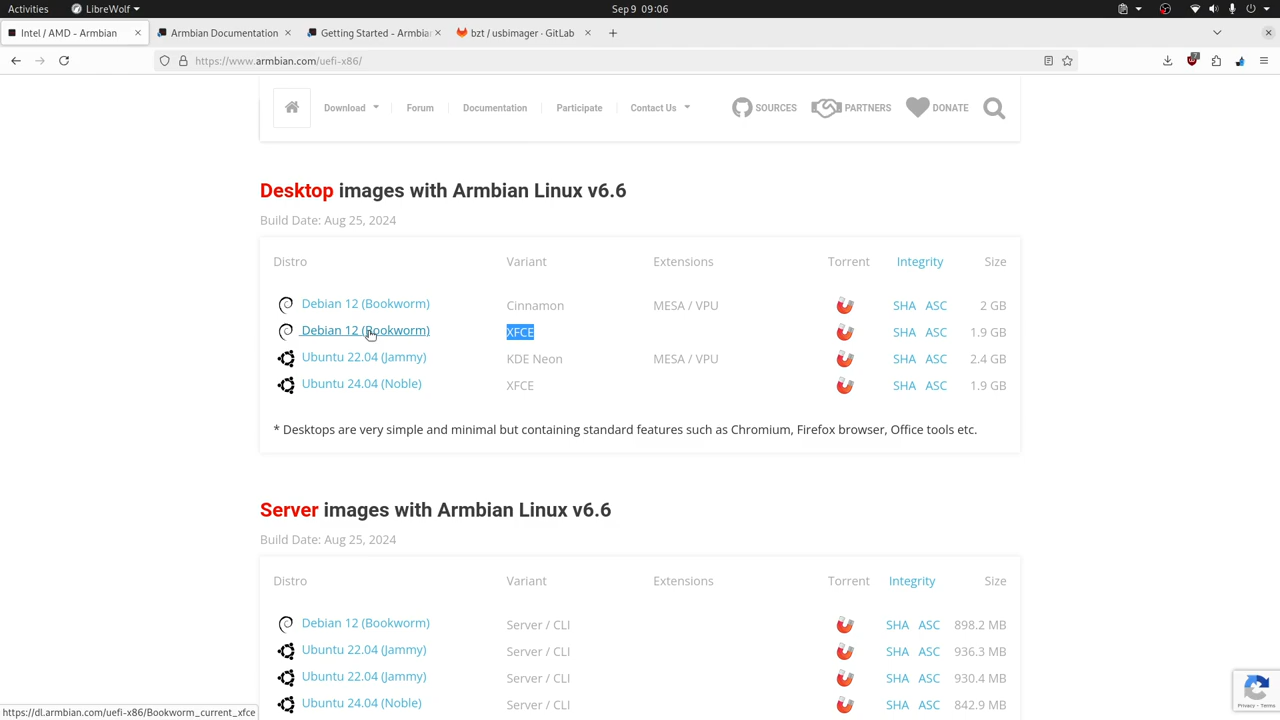 Activities LibreWolf Sep 9 09:06
Intel / AMD - Armbian Armbian Documentation Getting Started - Armbian bzt / usbimager · GitLab
https://www.armbian.com/uefi-x86/ 7
Download Forum Documentation Participate Contact Us SOURCES PARTNERS DONATE
Desktop images with Armbian Linux v6.6
Build Date: Aug 25, 2024
Distro Variant Extensions Torrent Integrity Size
Debian 12 (Bookworm) Cinnamon MESA / VPU SHA ASC 2 GB
Debian 12 (Bookworm) XFCE SHA ASC 1.9 GB
Ubuntu 22.04 (Jammy) KDE Neon MESA / VPU SHA ASC 2.4 GB
Ubuntu 24.04 (Noble) XFCE SHA ASC 1.9 GB
* Desktops are very simple and minimal but containing standard features such as Chromium, Firefox browser, Office tools etc.
Server images with Armbian Linux v6.6
Build Date: Aug 25, 2024
Distro Variant Extensions Torrent Integrity Size
Debian 12 (Bookworm) Server / CLI SHA ASC 898.2 MB
Ubuntu 22.04 (Jammy) Server / CLI SHA ASC 936.3 MB
Ubuntu 22.04 (Jammy) Server / CLI SHA ASC 930.4 MB
Ubuntu 24.04 (Noble) Server / CLI SHA ASC 842.9 MB
Privacy - Terms
https://dl.armbian.com/uefi-x86/Bookworm_current_xfce